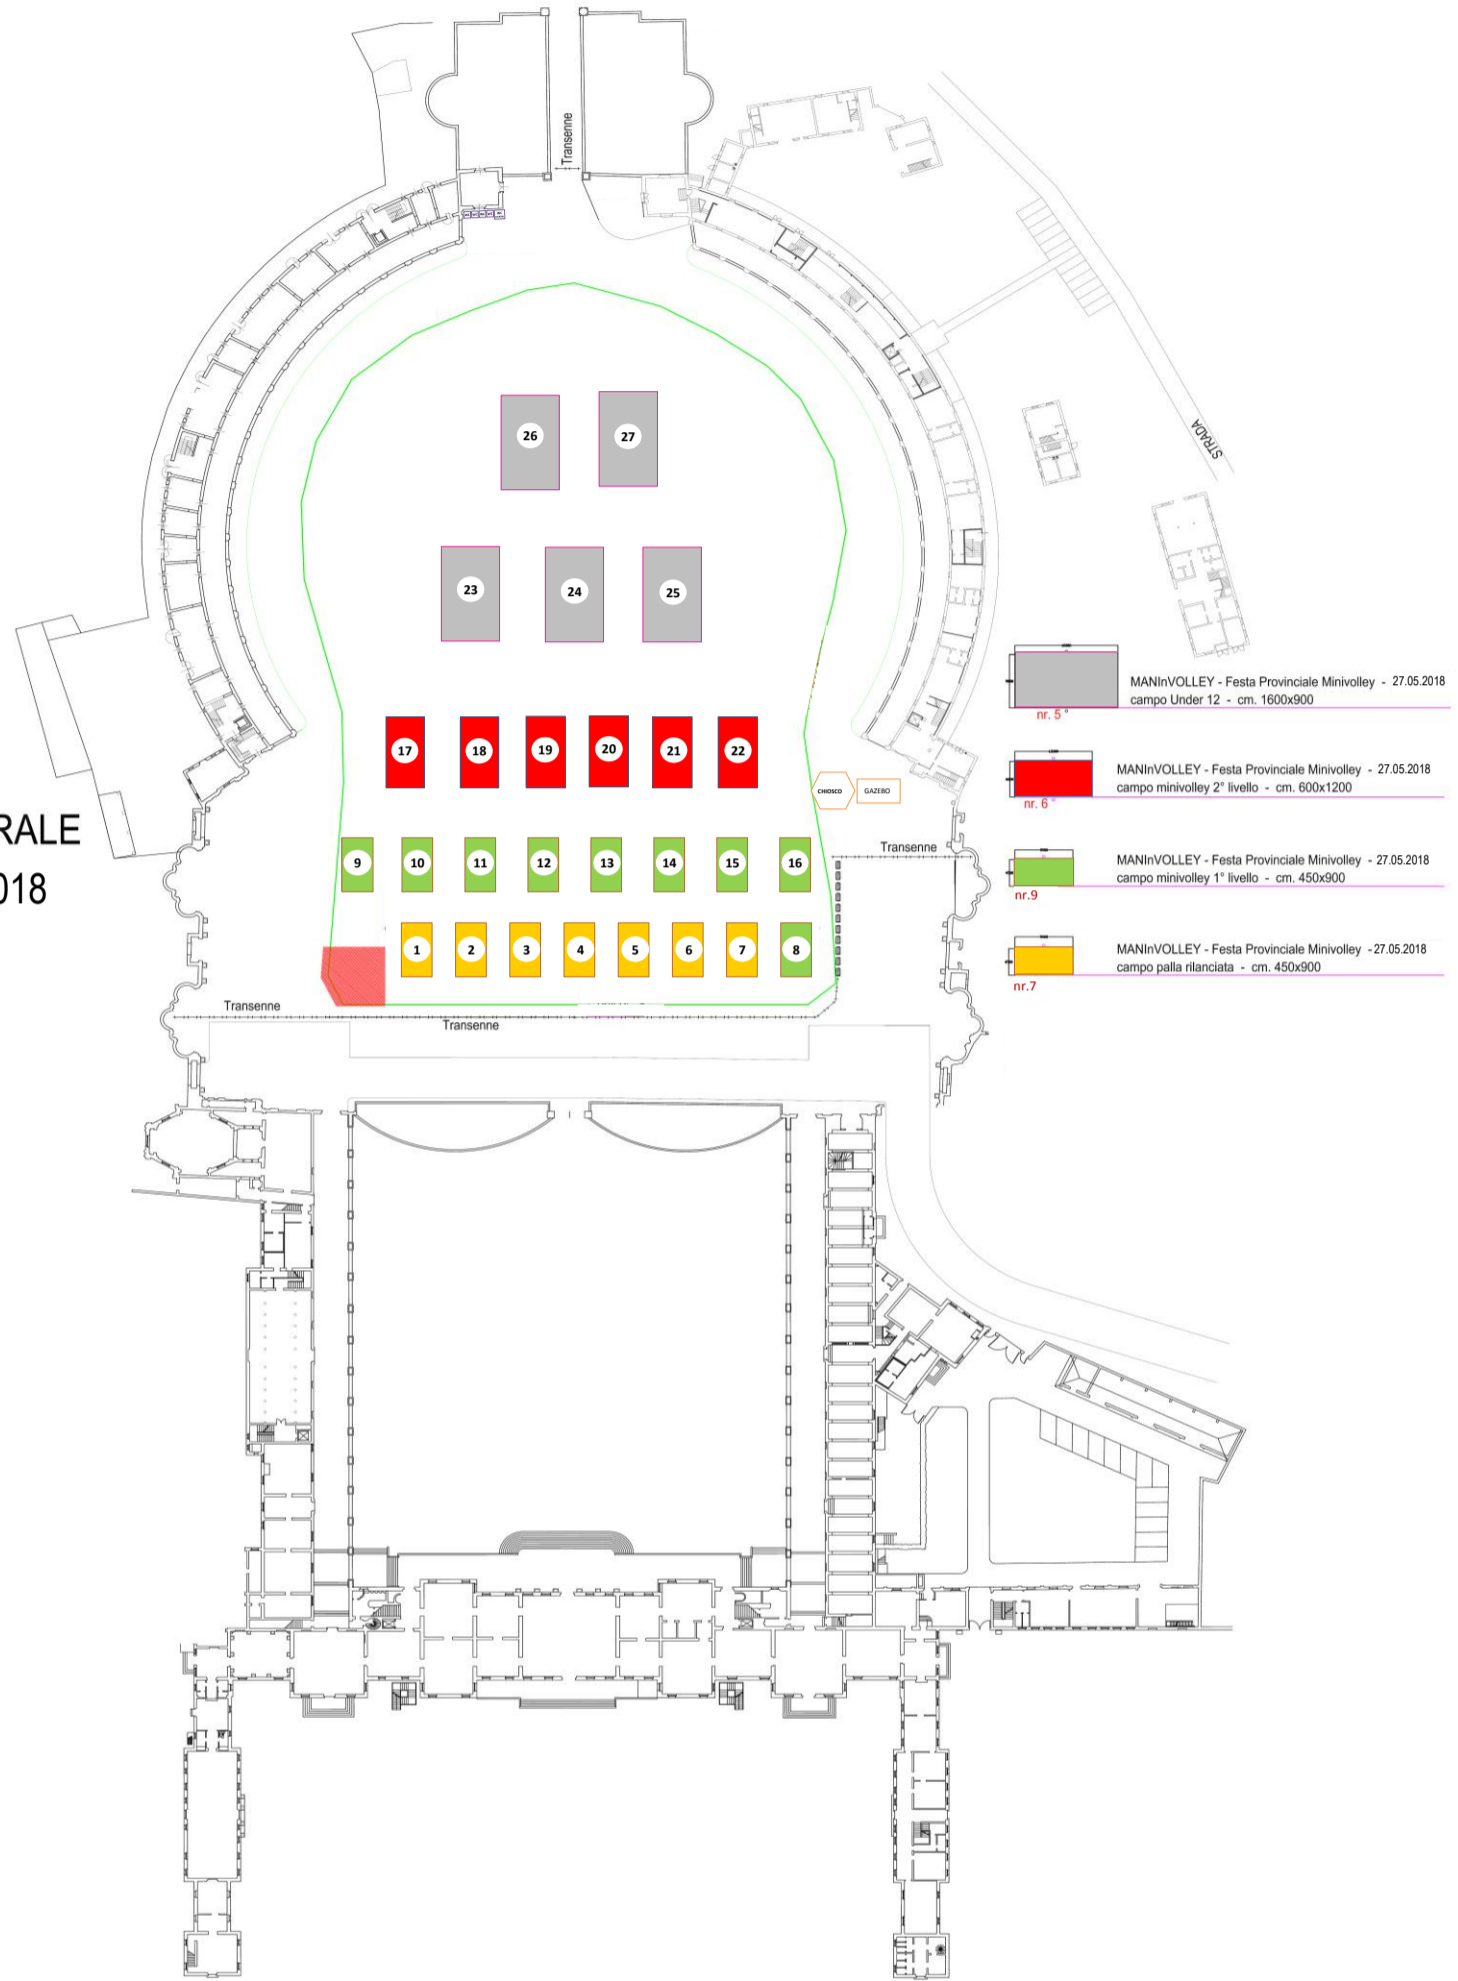 Transenne
STRADA
26
27
23
24
25
17
18
19
20
21
22
CHIOSCO
GAZEBO
9
10
11
12
13
14
15
16
Transenne
1
2
3
4
5
6
7
8
Transenne
Transenne
RALE
018
MANInVOLLEY - Festa Provinciale Minivolley - 27.05.2018
campo Under 12 - cm. 1600x900
nr. 5
MANInVOLLEY - Festa Provinciale Minivolley - 27.05.2018
campo minivolley 2° livello - cm. 600x1200
nr. 6
MANInVOLLEY - Festa Provinciale Minivolley - 27.05.2018
campo minivolley 1° livello - cm. 450x900
nr.9
MANInVOLLEY - Festa Provinciale Minivolley -27.05.2018
campo palla rilanciata - cm. 450x900
nr.7